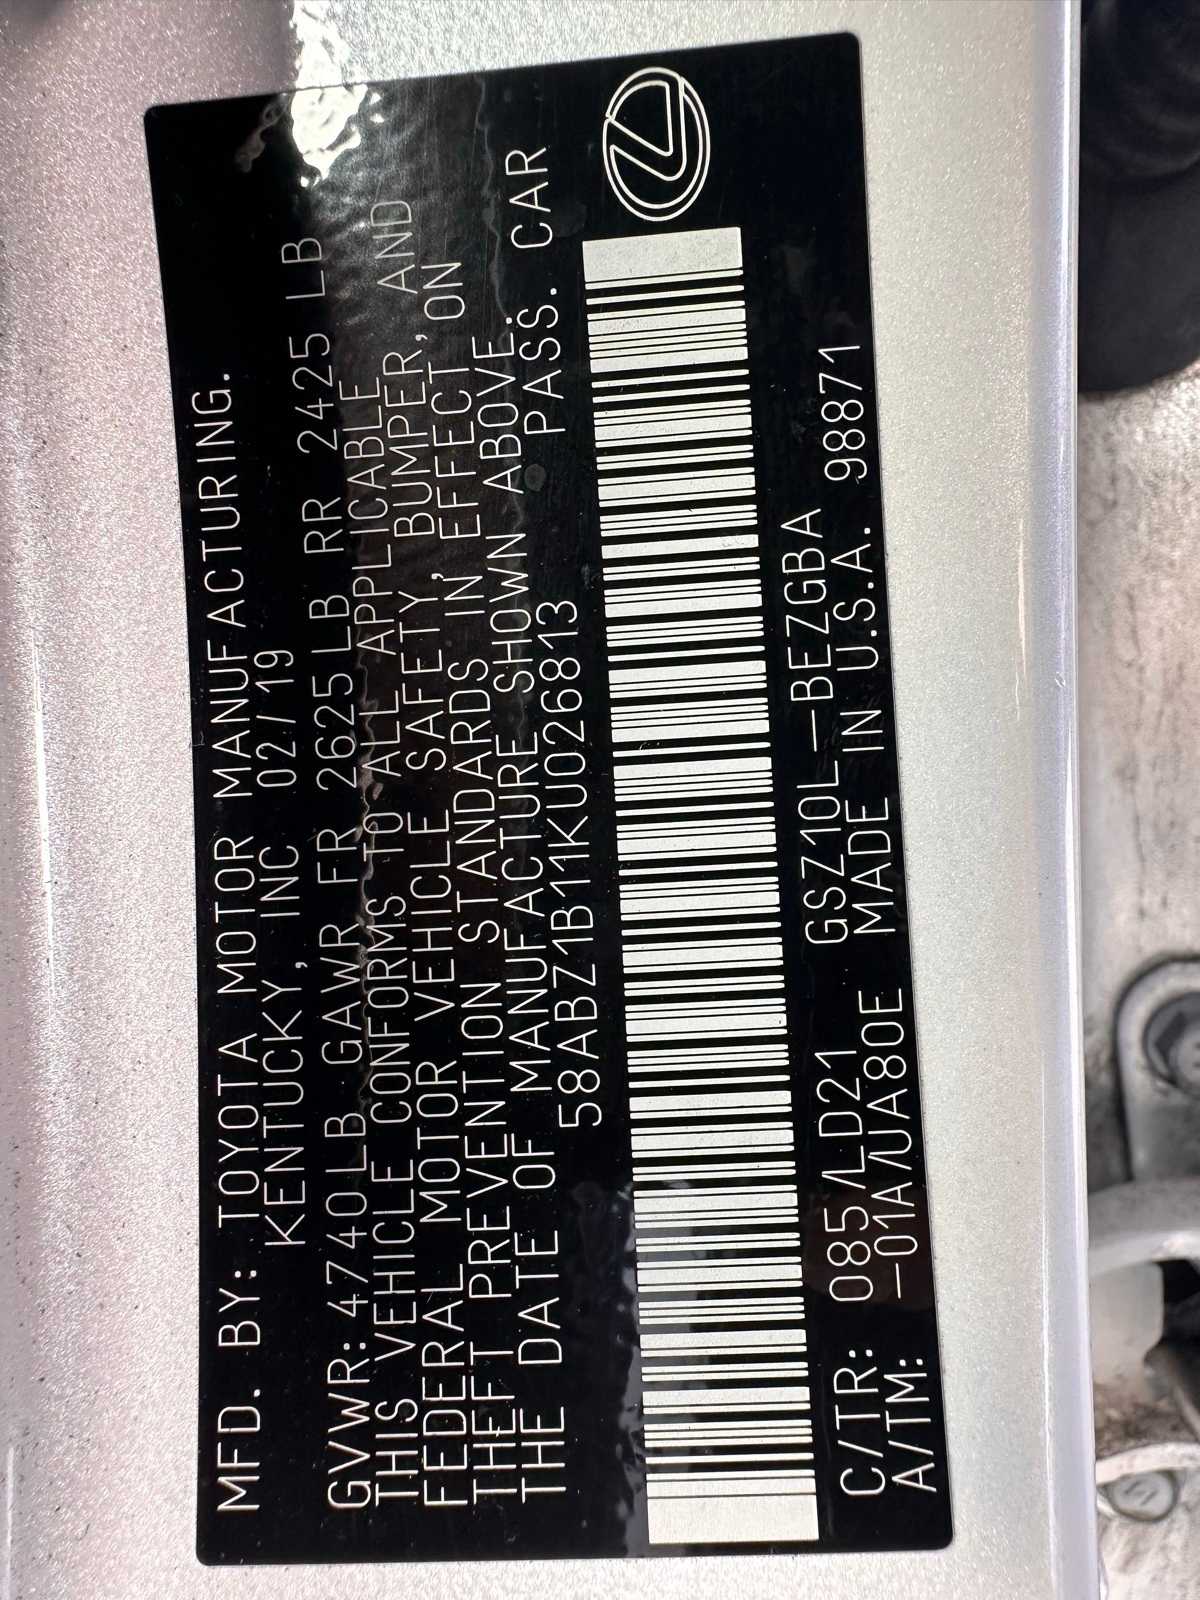 MFD. BY: TOYOTA MOTOR MANUFACTURING.
KENTUCKY, INC 02/19
GVWR: 4740LB GAWR FR 2625LB RR 2425 LB
THIS VEHICLE CONFORMS TO ALL APPLICABLE
FEDERAL MOTOR VEHICLE SAFETY, BUMPER, AND
THEFT PREVENTION STANDARDS IN EFFECT ON
THE DATE OF MANUFACTURE SHOWN ABOVE.
58ABZ1B11KU026813 PASS. CAR
C/TR: 085/LD21 GSZ10L-BEZGBA
A/TM: -01A/UA80E MADE IN U.S.A. 98871